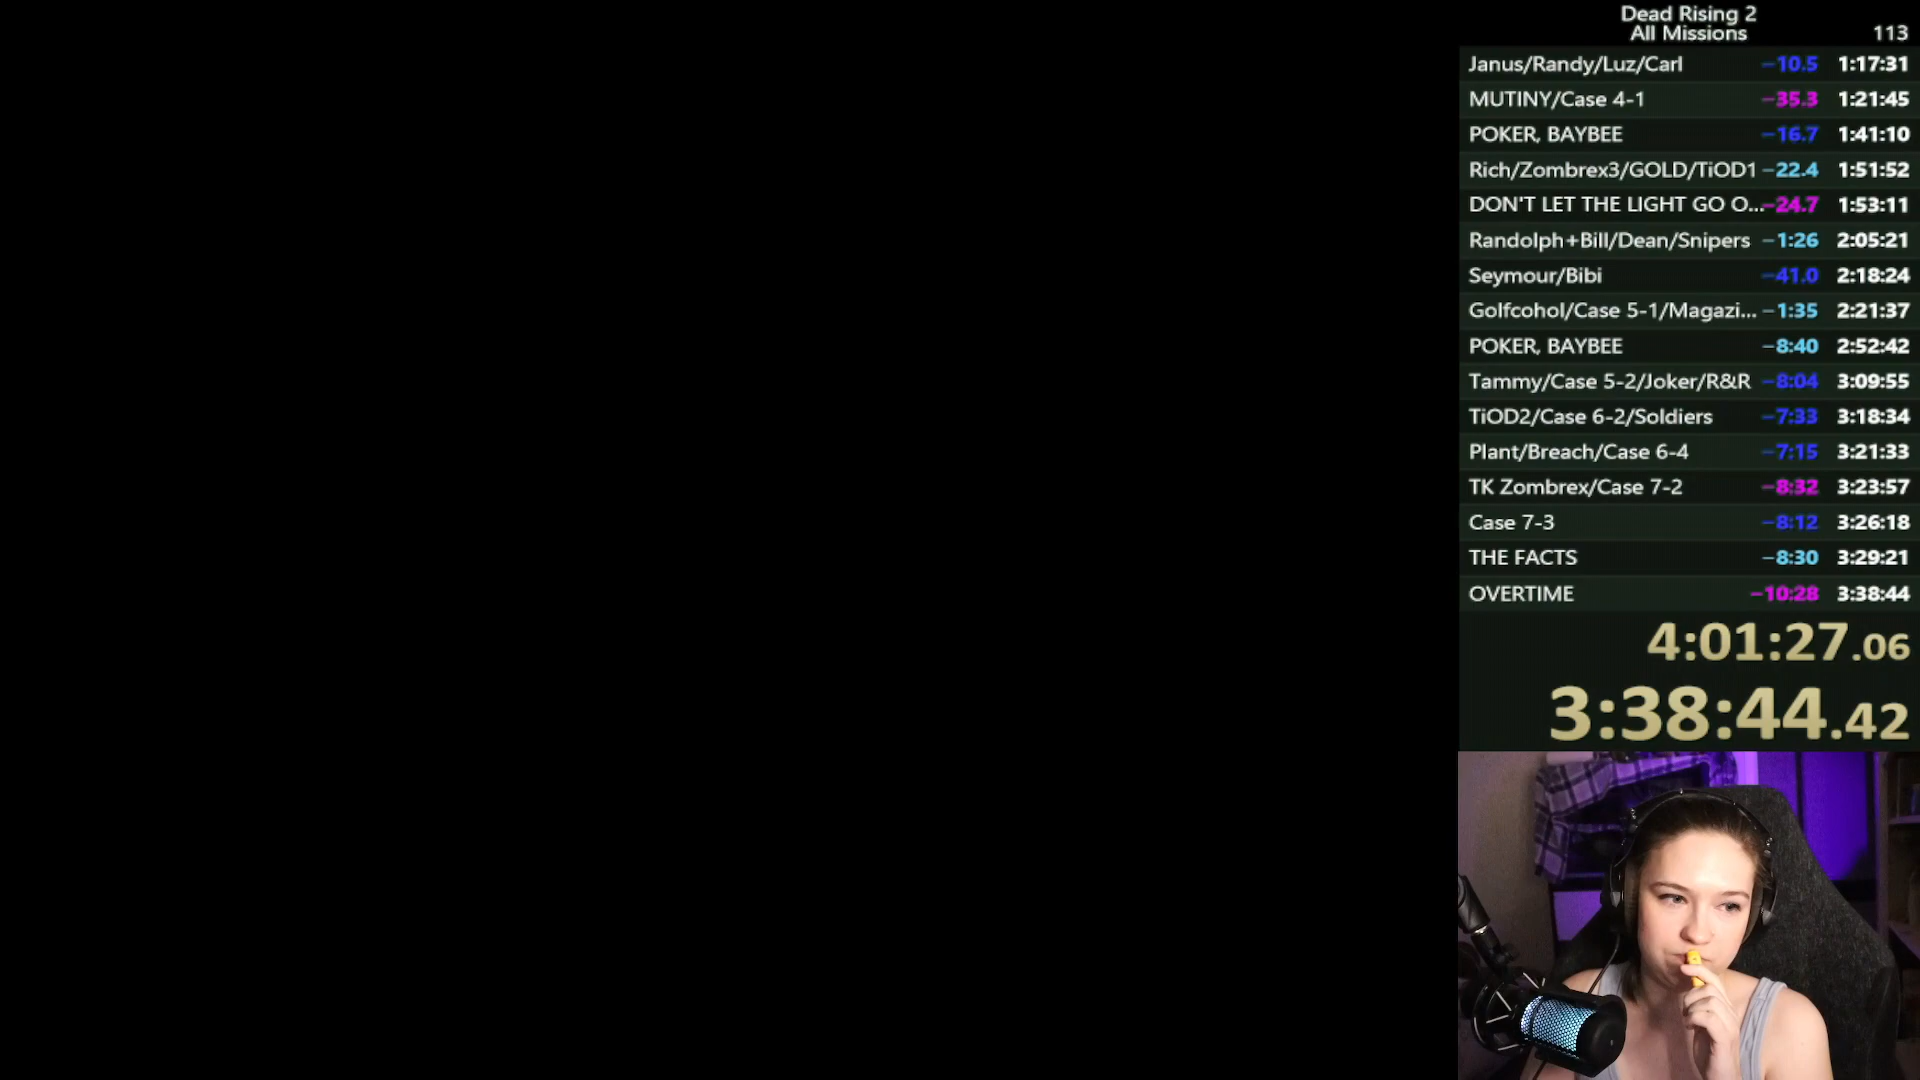 Dead Rising 2
All Missions 113
Janus/Randy/Luz/Carl −10.5 1:17:31
MUTINY/Case 4-1 −35.3 1:21:45
POKER, BAYBEE −16.7 1:41:10
Rich/Zombrex3/GOLD/TiOD1 −22.4 1:51:52
DON'T LET THE LIGHT GO O... −24.7 1:53:11
Randolph+Bill/Dean/Snipers −1:26 2:05:21
Seymour/Bibi −41.0 2:18:24
Golfcohol/Case 5-1/Magazi... −1:35 2:21:37
POKER, BAYBEE −8:40 2:52:42
Tammy/Case 5-2/Joker/R&R −8:04 3:09:55
TiOD2/Case 6-2/Soldiers −7:33 3:18:34
Plant/Breach/Case 6-4 −7:15 3:21:33
TK Zombrex/Case 7-2 −8:32 3:23:57
Case 7-3 −8:12 3:26:18
THE FACTS −8:30 3:29:21
OVERTIME −10:28 3:38:44
4:01:27.06
3:38:44.42